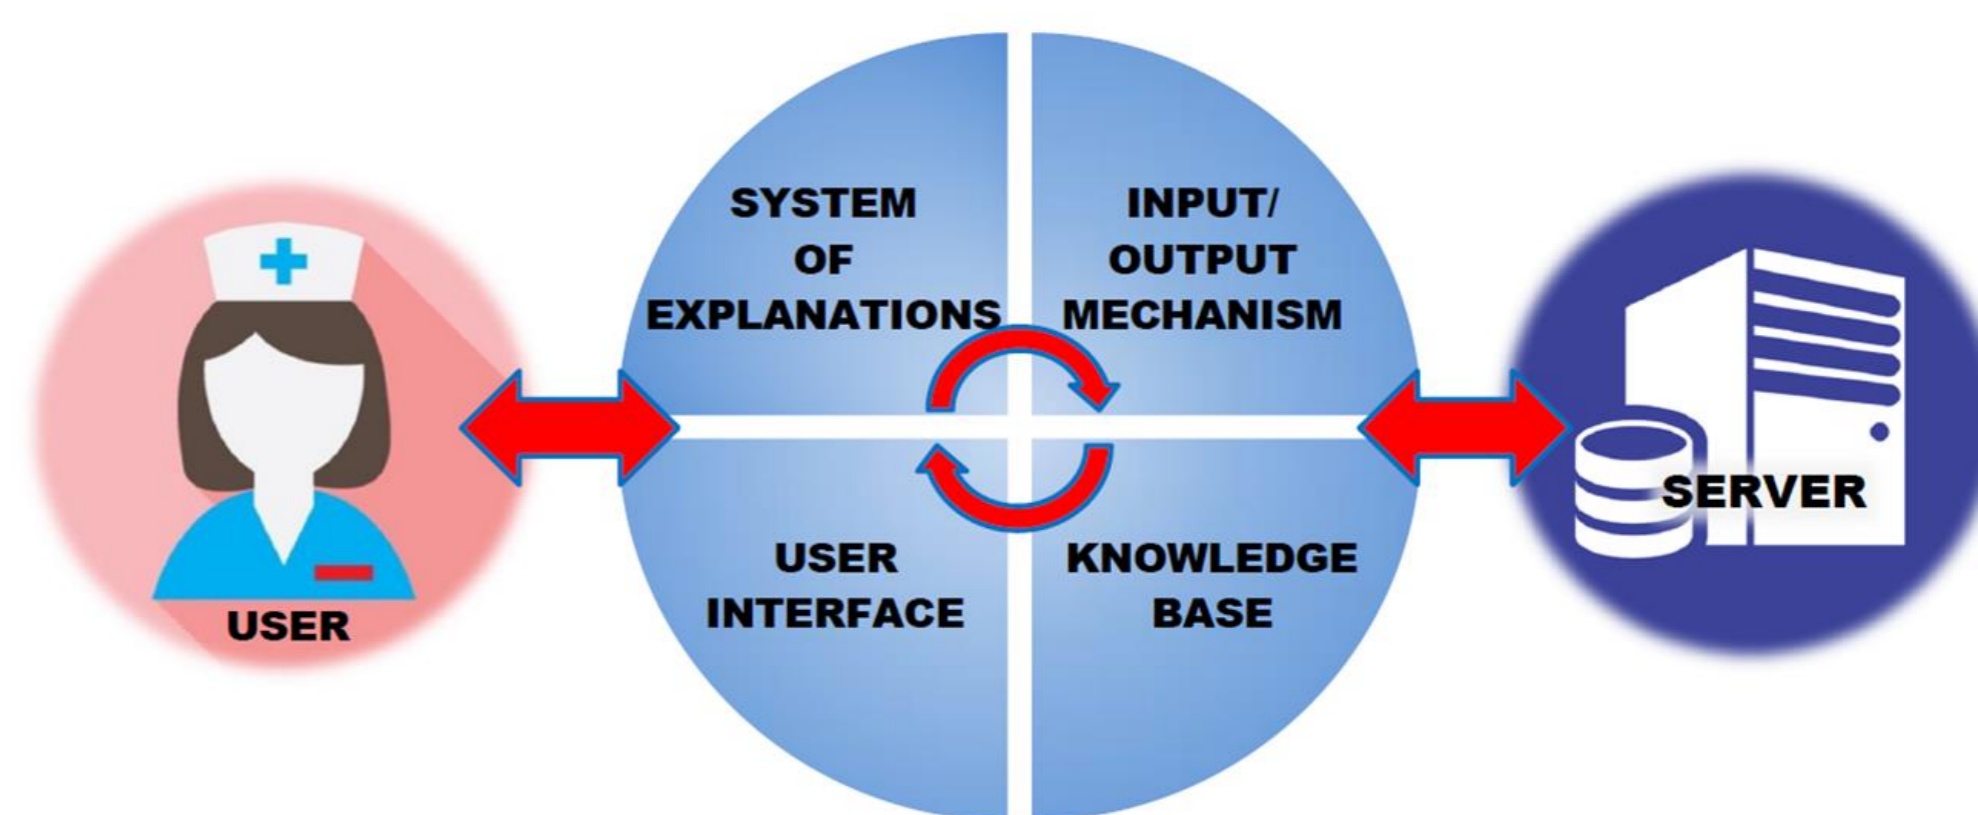 USER
SYSTEM
OF
EXPLANATIONS
INPUT/
OUTPUT
MECHANISM
USER
INTERFACE
KNOWLEDGE
BASE
SERVER